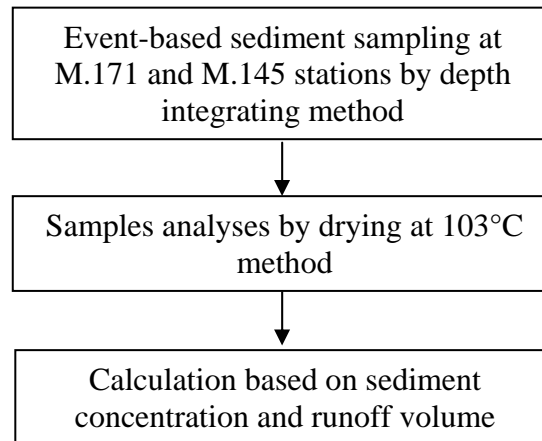 Event-based sediment sampling at
M.171 and M.145 stations by depth
integrating method
Samples analyses by drying at 103°C
method
Calculation based on sediment
concentration and runoff volume